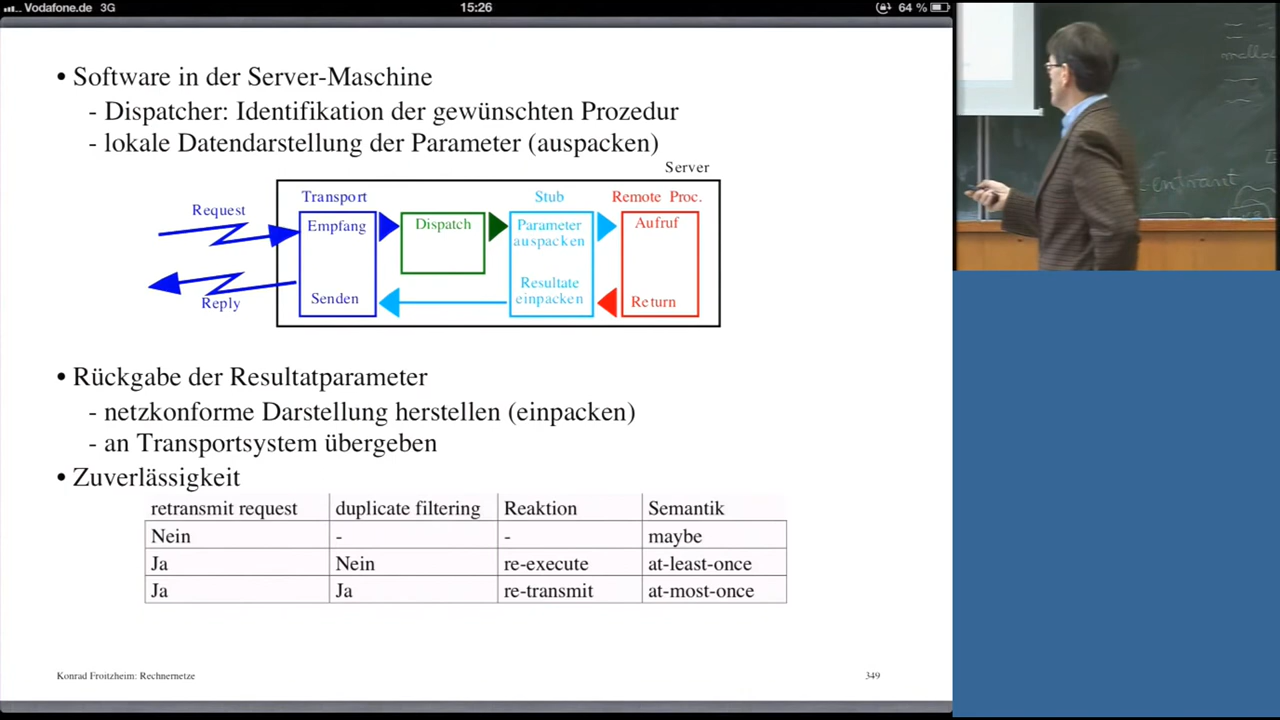 Vodafone.de 3G 15:26 64 %
• Software in der Server-Maschine
- Dispatcher: Identifikation der gewünschten Prozedur
- lokale Datendarstellung der Parameter (auspacken)
Server
Transport Stub Remote Proc.
Request
Empfang Dispatch Parameter auspacken Aufruf
Reply
Senden Resultate einpacken Return
• Rückgabe der Resultatparameter
- netzkonforme Darstellung herstellen (einpacken)
- an Transportsystem übergeben
• Zuverlässigkeit
retransmit request duplicate filtering Reaktion Semantik
Nein - - maybe
Ja Nein re-execute at-least-once
Ja Ja re-transmit at-most-once
Konrad Froitzheim: Rechnernetze 349